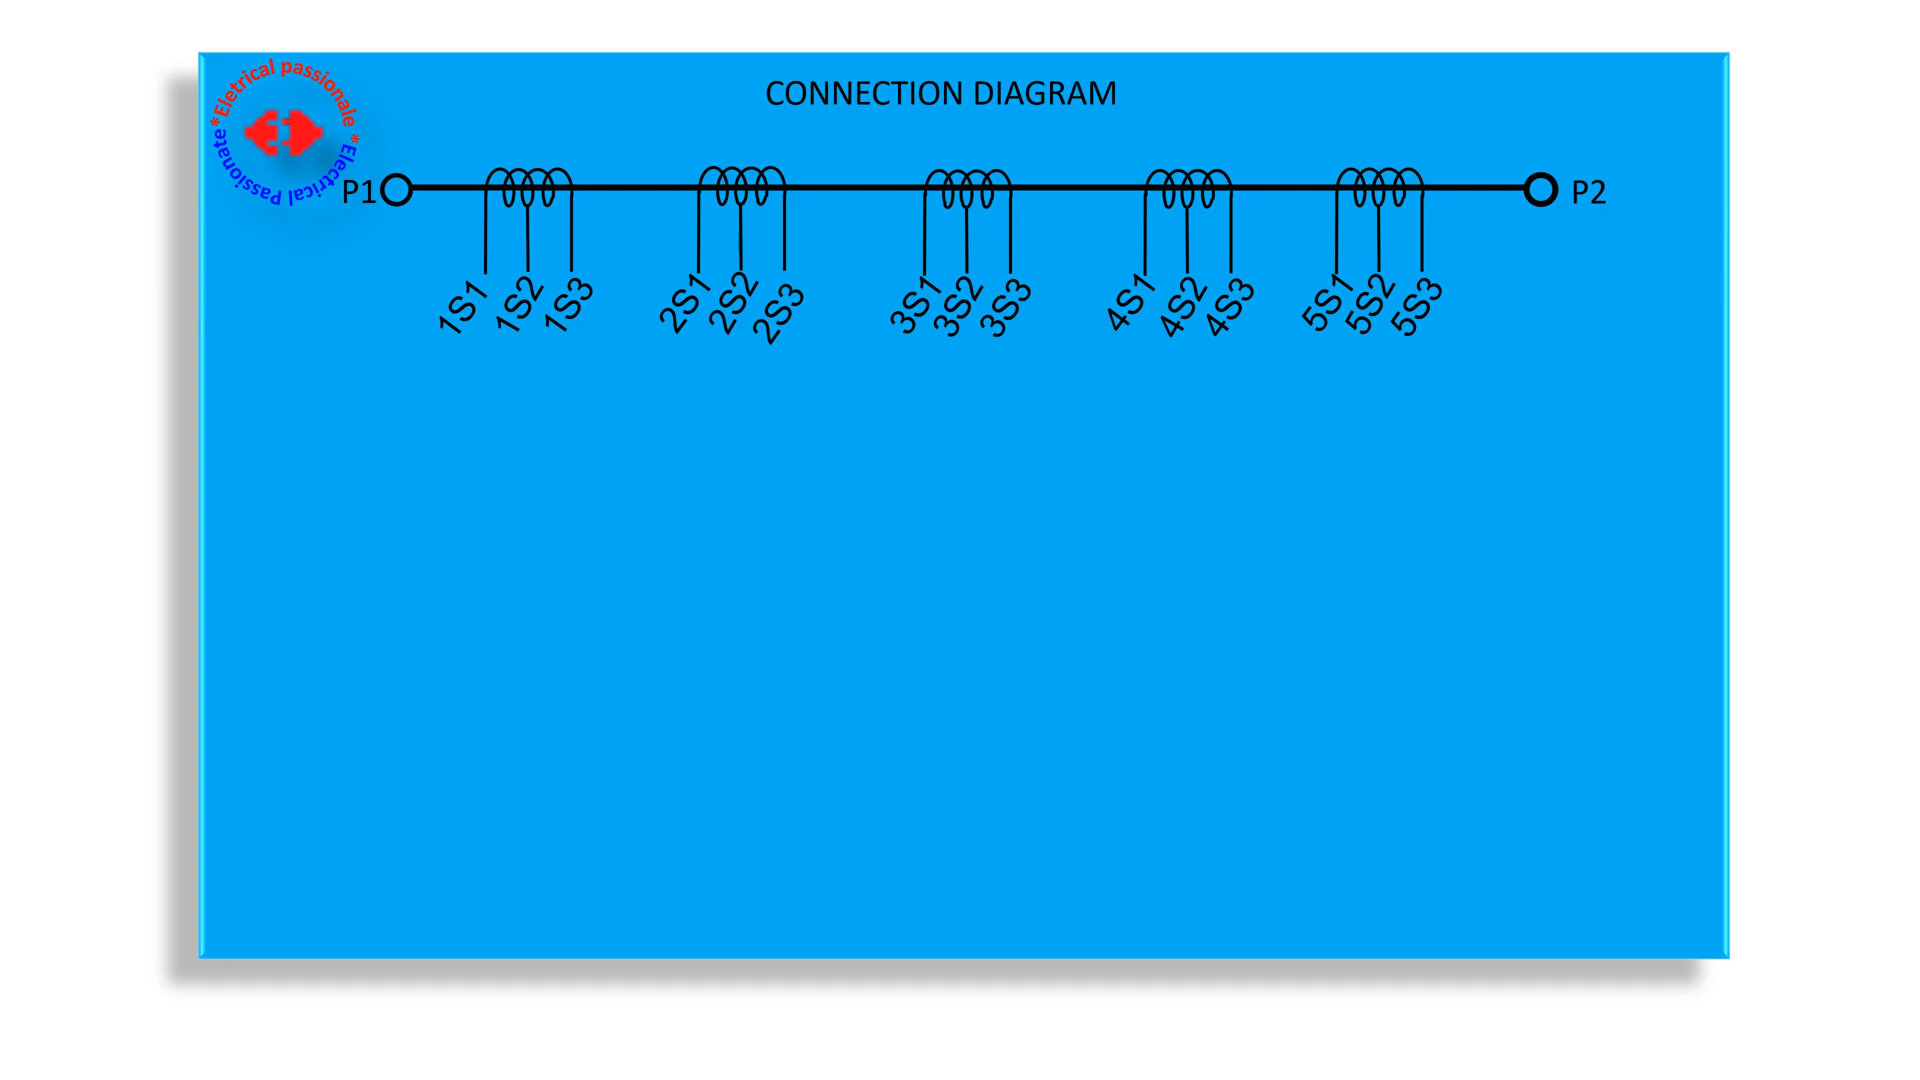 *Eletrical passionale *
Electrical Passionate
CONNECTION DIAGRAM
P1
P2
1S1 1S2 1S3 2S1 2S2 2S3 3S1 3S2 3S3 4S1 4S2 4S3 5S1 5S2 5S3